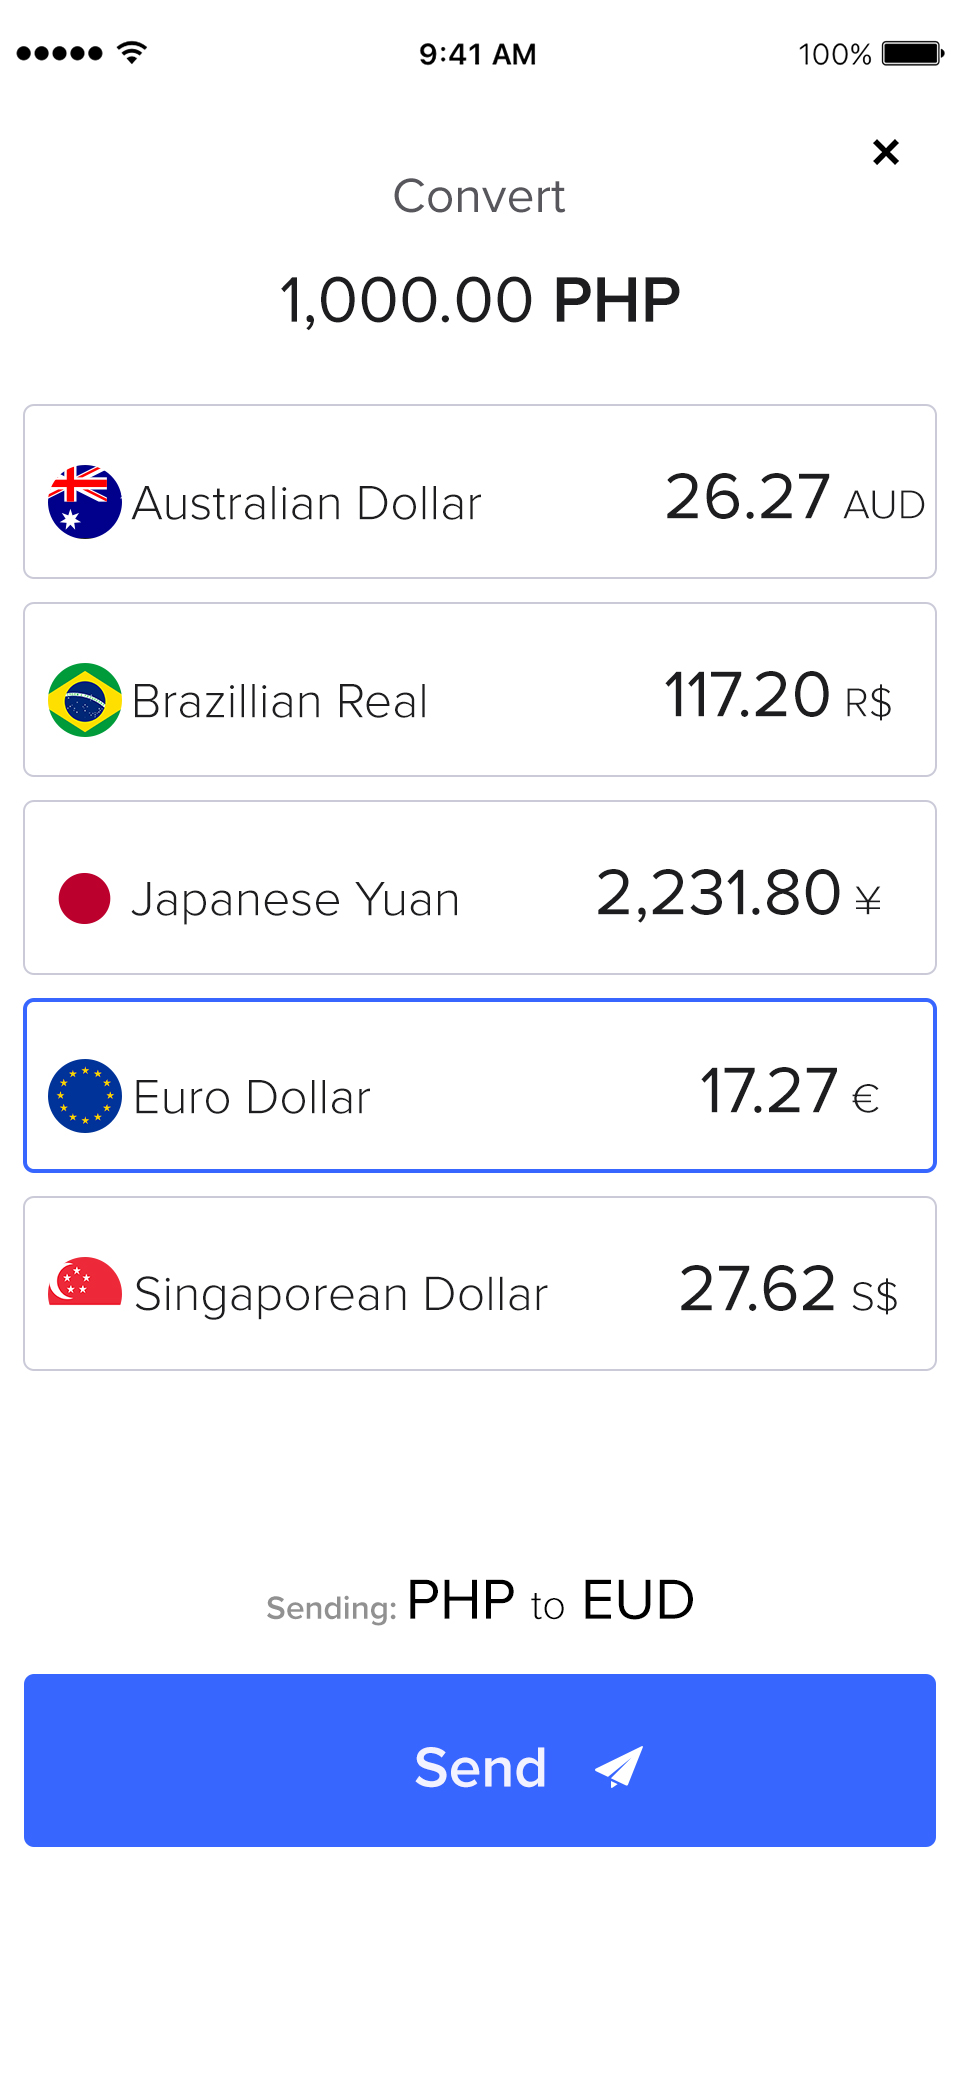 9:41 AM 100%
Convert
1,000.00 PHP
Australian Dollar 26.27 AUD
Brazillian Real 117.20 R$
Japanese Yuan 2,231.80 ¥
Euro Dollar 17.27 €
Singaporean Dollar 27.62 S$
Sending: PHP to EUD
Send